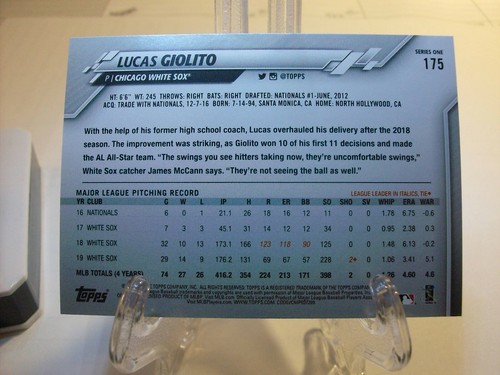 LUCAS GIOLITO
P | CHICAGO WHITE SOX
@TOPPS
SERIES ONE
175
HT: 6'6" WT: 245 THROWS: RIGHT BATS: RIGHT DRAFTED: NATIONALS #1-JUNE, 2012
ACQ: TRADE WITH NATIONALS, 12-7-16 BORN: 7-14-94, SANTA MONICA, CA HOME: NORTH HOLLYWOOD, CA
With the help of his former high school coach, Lucas overhauled his delivery after the 2018
season. The improvement was striking, as Giolito won 10 of his first 11 decisions and made
the AL All-Star team. "The swings you see hitters taking now, they're uncomfortable swings,"
White Sox catcher James McCann says. "They're not seeing the ball as well."
MAJOR LEAGUE PITCHING RECORD LEAGUE LEADER IN ITALICS, TIE
YR CLUB G W L IP H R ER BB SO SHO SV WHIP ERA WAR
16 NATIONALS 6 0 1 21.1 26 18 16 12 11 0 0 1.78 6.75 -0.6
17 WHITE SOX 7 3 3 45.1 31 14 12 12 34 0 0 0.95 2.38 0.3
18 WHITE SOX 32 10 13 173.1 166 123 118 90 125 0 0 1.48 6.13 -0.2
19 WHITE SOX 29 14 9 176.2 131 69 67 57 228 2 0 1.06 3.41 5.1
MLB TOTALS (4 YEARS) 74 27 26 416.2 354 224 213 171 398 2 4.60 4.6
Topps